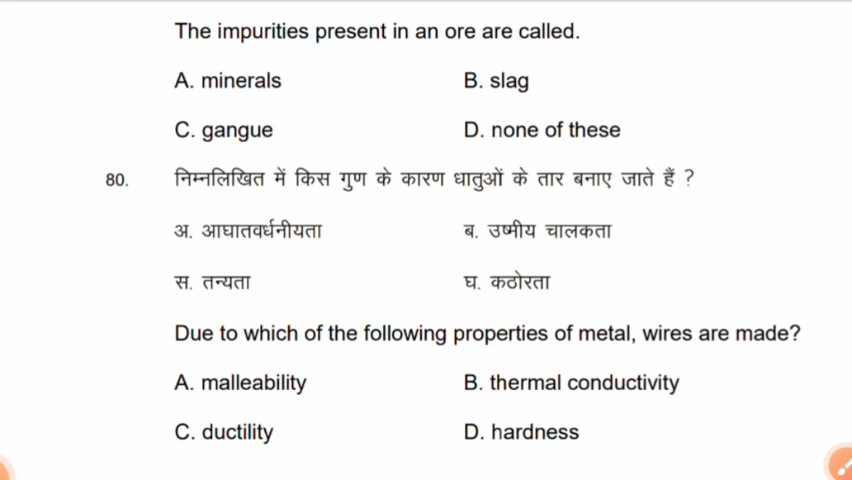 The impurities present in an ore are called.
A. minerals B. slag
C. gangue D. none of these
80. निम्नलिखित में किस गुण के कारण धातुओं के तार बनाए जाते हैं ?
अ. आघातवर्धनीयता ब. उष्मीय चालकता
स. तन्यता घ. कठोरता
Due to which of the following properties of metal, wires are made?
A. malleability B. thermal conductivity
C. ductility D. hardness